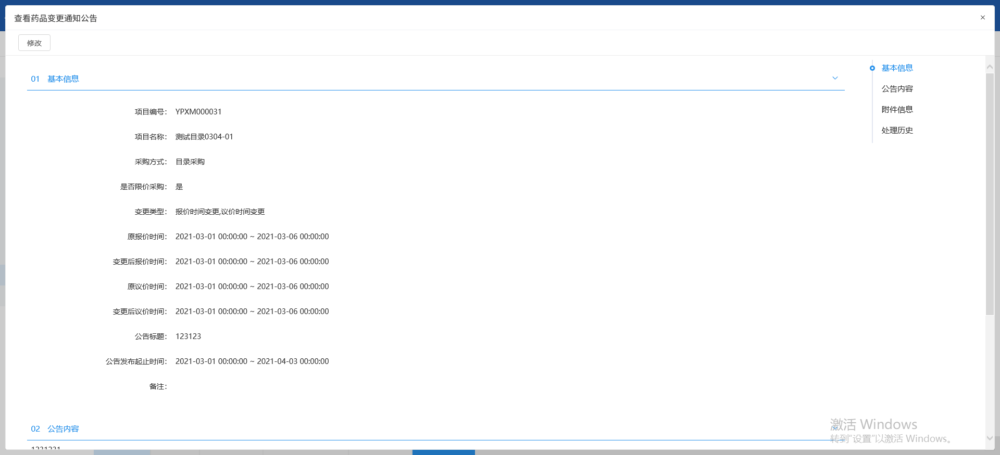 查看药品变更通知公告
×
修改
01 基本信息
项目编号： YPXM000031
项目名称： 测试目录0304-01
采购方式： 目录采购
是否限价采购： 是
变更类型： 报价时间变更,议价时间变更
原报价时间： 2021-03-01 00:00:00 ~ 2021-03-06 00:00:00
变更后报价时间： 2021-03-01 00:00:00 ~ 2021-03-06 00:00:00
原议价时间： 2021-03-01 00:00:00 ~ 2021-03-06 00:00:00
变更后议价时间： 2021-03-01 00:00:00 ~ 2021-03-06 00:00:00
公告标题： 123123
公告发布起止时间： 2021-03-01 00:00:00 ~ 2021-04-03 00:00:00
备注：
02 公告内容
1231231
基本信息
公告内容
附件信息
处理历史
激活 Windows
转到“设置”以激活 Windows。